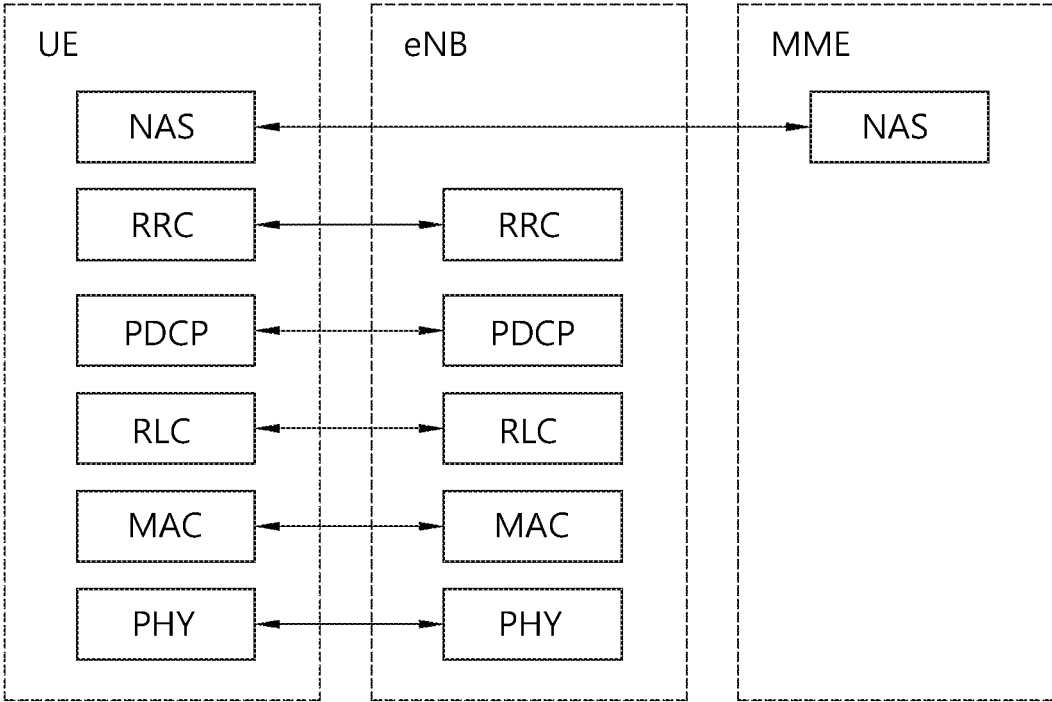 UE eNB MME
NAS NAS
RRC RRC
PDCP PDCP
RLC RLC
MAC MAC
PHY PHY